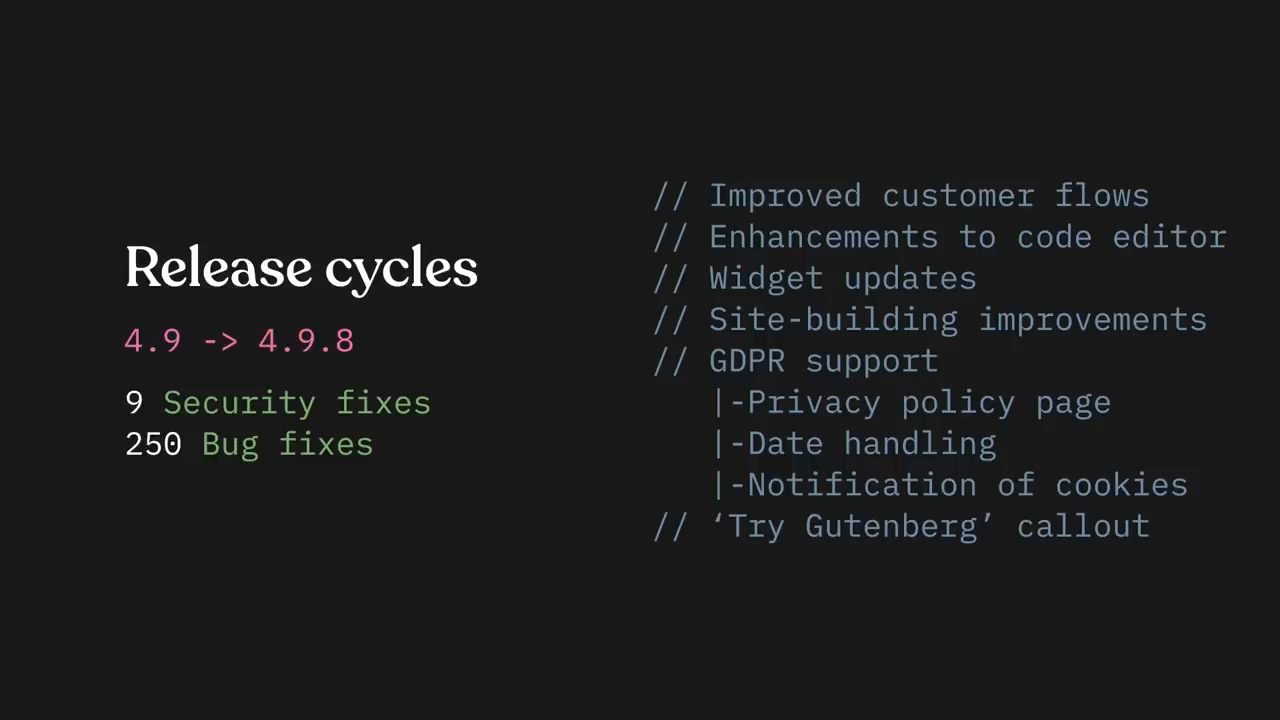 Release cycles
4.9 -> 4.9.8
9 Security fixes
250 Bug fixes
// Improved customer flows
// Enhancements to code editor
// Widget updates
// Site-building improvements
// GDPR support
|-Privacy policy page
|-Date handling
|-Notification of cookies
// ‘Try Gutenberg’ callout